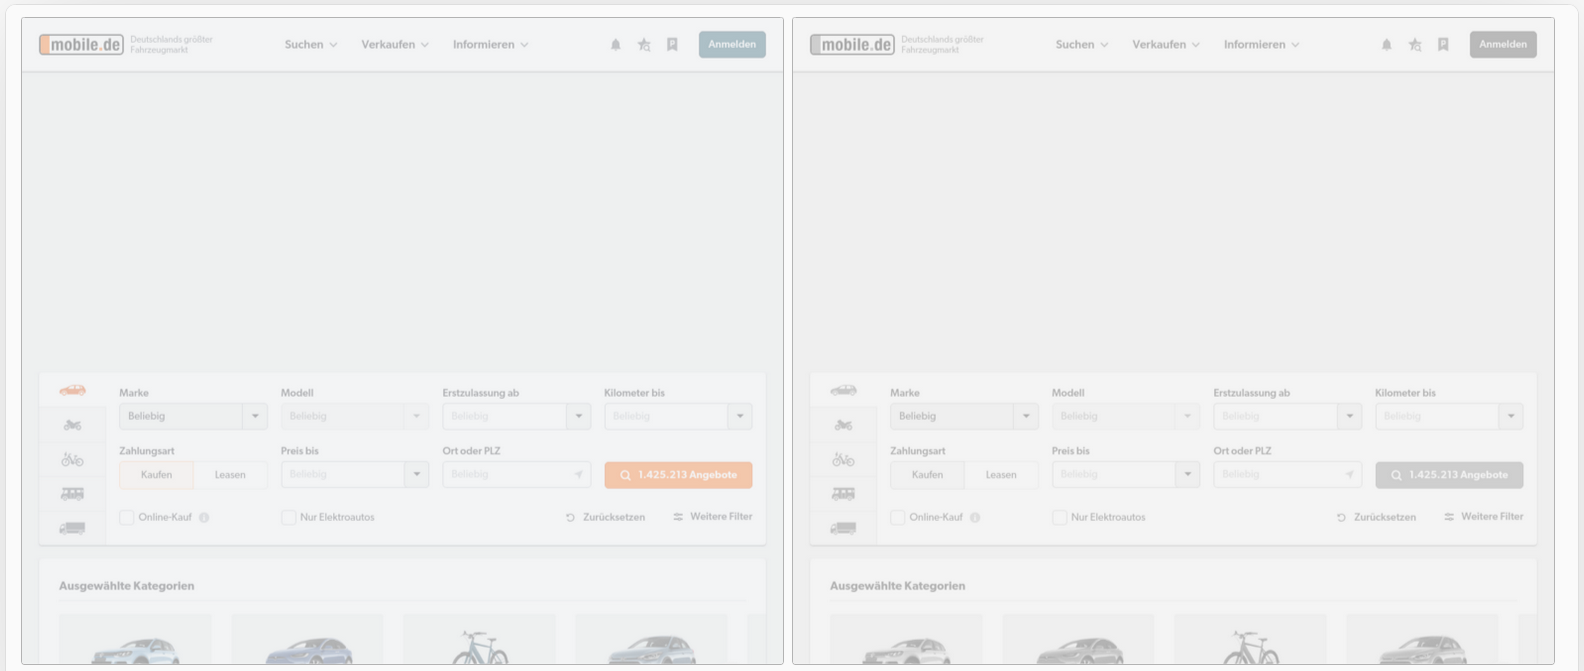 mobile.de
Deutschlands größter
Fahrzeugmarkt
Suchen
Verkaufen
Informieren
Anmelden
Marke
Modell
Erstzulassung ab
Kilometer bis
Beliebig
Beliebig
Beliebig
Beliebig
Zahlungsart
Preis bis
Ort oder PLZ
Kaufen
Leasen
Beliebig
Beliebig
1.425.213 Angebote
Online-Kauf
Nur Elektroautos
Zurücksetzen
Weitere Filter
Ausgewählte Kategorien
mobile.de
Deutschlands größter
Fahrzeugmarkt
Suchen
Verkaufen
Informieren
Anmelden
Marke
Modell
Erstzulassung ab
Kilometer bis
Beliebig
Beliebig
Beliebig
Beliebig
Zahlungsart
Preis bis
Ort oder PLZ
Kaufen
Leasen
Beliebig
Beliebig
1.425.213 Angebote
Online-Kauf
Nur Elektroautos
Zurücksetzen
Weitere Filter
Ausgewählte Kategorien